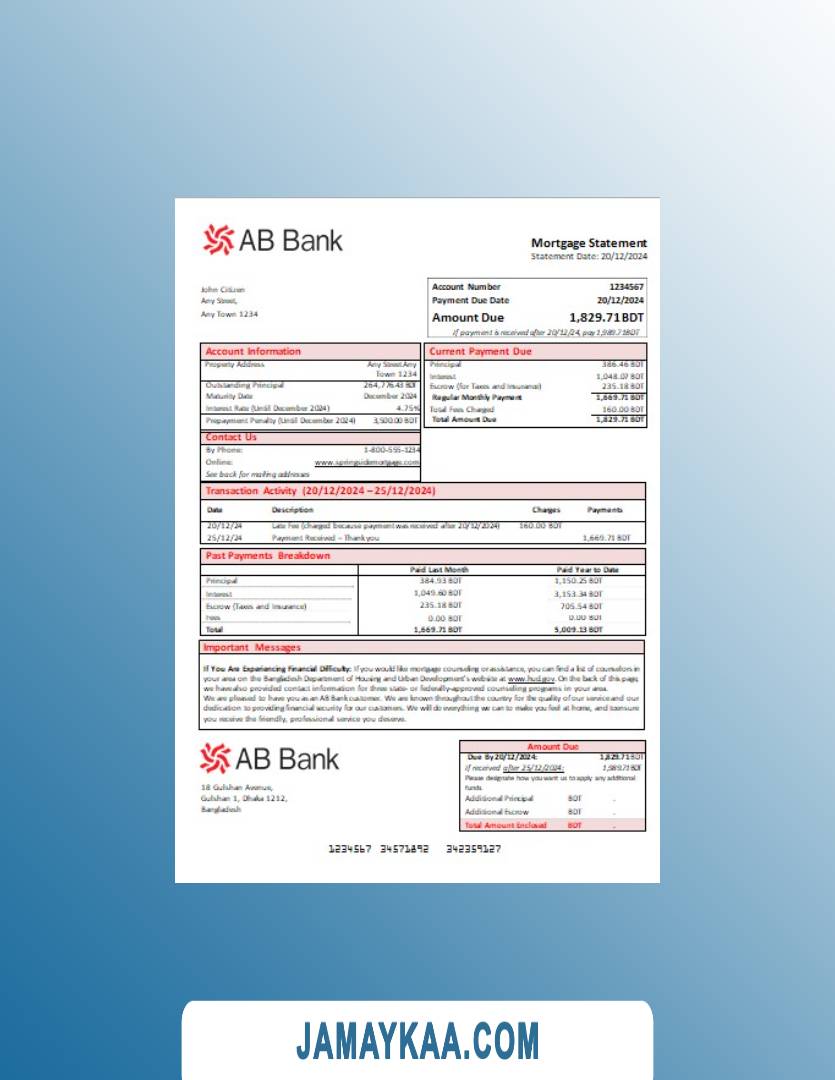 AB Bank
Mortgage Statement
Statement Date: 20/12/2024
John Citizen
Any Street,
Any Town 1234
Account Number 1234567
Payment Due Date 20/12/2024
Amount Due 1,829.71 BDT
If payment is received after 20/12/24, pay 1,989.71BDT
Account Information
Property Address Any Street Any
Town 1234
Outstanding Principal 264,776.43 BDT
Maturity Date December 2024
Interest Rate (Until December 2024) 4.75%
Prepayment Penalty (Until December 2024) 3,500.00 BDT
Current Payment Due
Principal 386.46 BDT
Interest 1,048.07 BDT
Escrow (for Taxes and Insurance) 235.18 BDT
Regular Monthly Payment 1,669.71 BDT
Total Fees Charged 160.00 BDT
Total Amount Due 1,829.71 BDT
Contact Us
By Phone: 1-800-555-1234
Online: www.springsidemortgage.com
See back for mailing addresses
Transaction Activity (20/12/2024 – 25/12/2024)
Date Description Charges Payments
20/12/24 Late Fee (charged because payment was received after 20/12/2024) 160.00 BDT
25/12/24 Payment Received – Thank you 1,669.71 BDT
Past Payments Breakdown
Paid Last Month Paid Year to Date
Principal 384.93 BDT 1,150.25 BDT
Interest 1,049.60 BDT 3,153.34 BDT
Escrow (Taxes and Insurance) 235.18 BDT 705.54 BDT
Fees 0.00 BDT 0.00 BDT
Total 1,669.71 BDT 5,009.13 BDT
Important Messages
If You Are Experiencing Financial Difficulty: If you would like mortgage counseling or assistance, you can find a list of counselors in
your area on the Bangladesh Department of Housing and Urban Development's website at www.hud.gov. On the back of this page,
we have also provided contact information for three state- or federally-approved counseling programs in your area.
We are pleased to have you as an AB Bank customer. We are known throughout the country for the quality of our service and our
dedication to providing financial security for our customers. We will do everything we can to make you feel at home, and to ensure
you receive the friendly, professional service you deserve.
AB Bank
18 Gulshan Avenue,
Gulshan 1, Dhaka 1212,
Bangladesh
Amount Due
Due By 20/12/2024: 1,829.71 BDT
If received after 25/12/2024: 1,989.71 BDT
Please designate how you want us to apply any additional
funds.
Additional Principal BDT .
Additional Escrow BDT .
Total Amount Enclosed BDT .
1234567 34571892 342359127
JAMAYKAA.COM